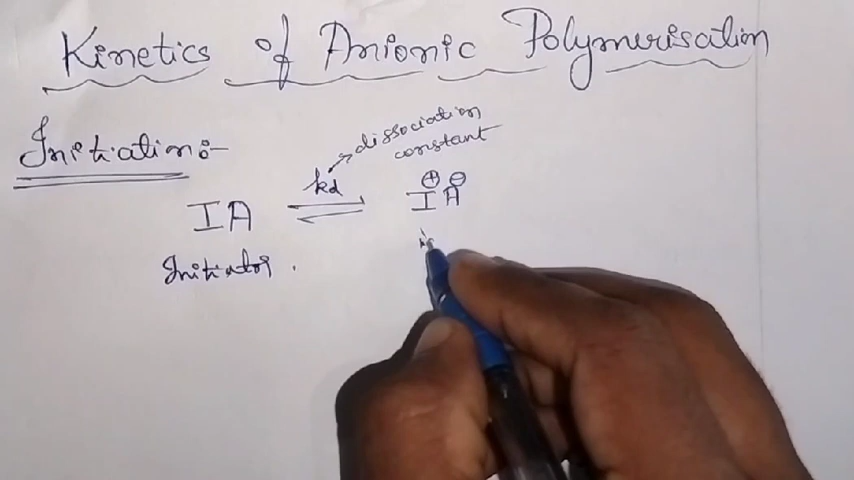 Kinetics of Anionic Polymerisation
Initiation:-
dissociation
constant
kd
IA ⇌ I⊕ A⊖
Initiator .